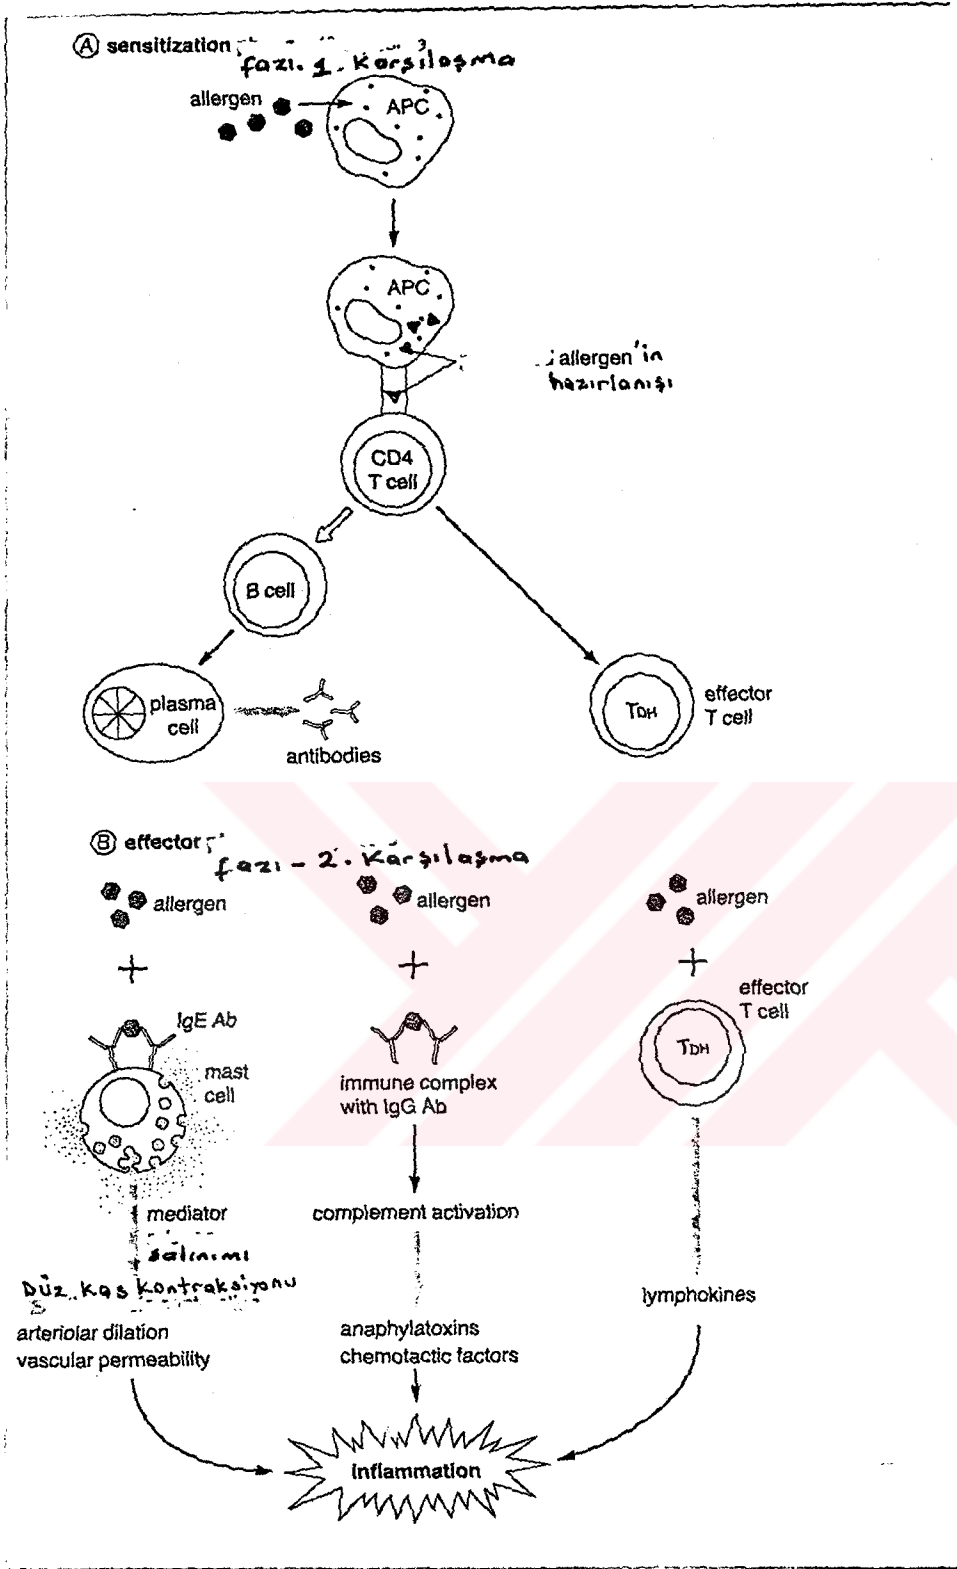 Ⓐ sensitization
fazı. 1. Karşılaşma
allergen
APC
APC
allergen'in
hazırlanışı
CD4
T cell
B cell
plasma
cell
antibodies
TDH
effector
T cell
Ⓑ effector
fazı - 2. Karşılaşma
allergen
allergen
allergen
+
+
+
IgE Ab
mast
cell
immune complex
with IgG Ab
effector
T cell
TDH
mediator
salınımı
Düz kas kontraksiyonu
arteriolar dilation
vascular permeability
complement activation
anaphylatoxins
chemotactic factors
lymphokines
inflammation